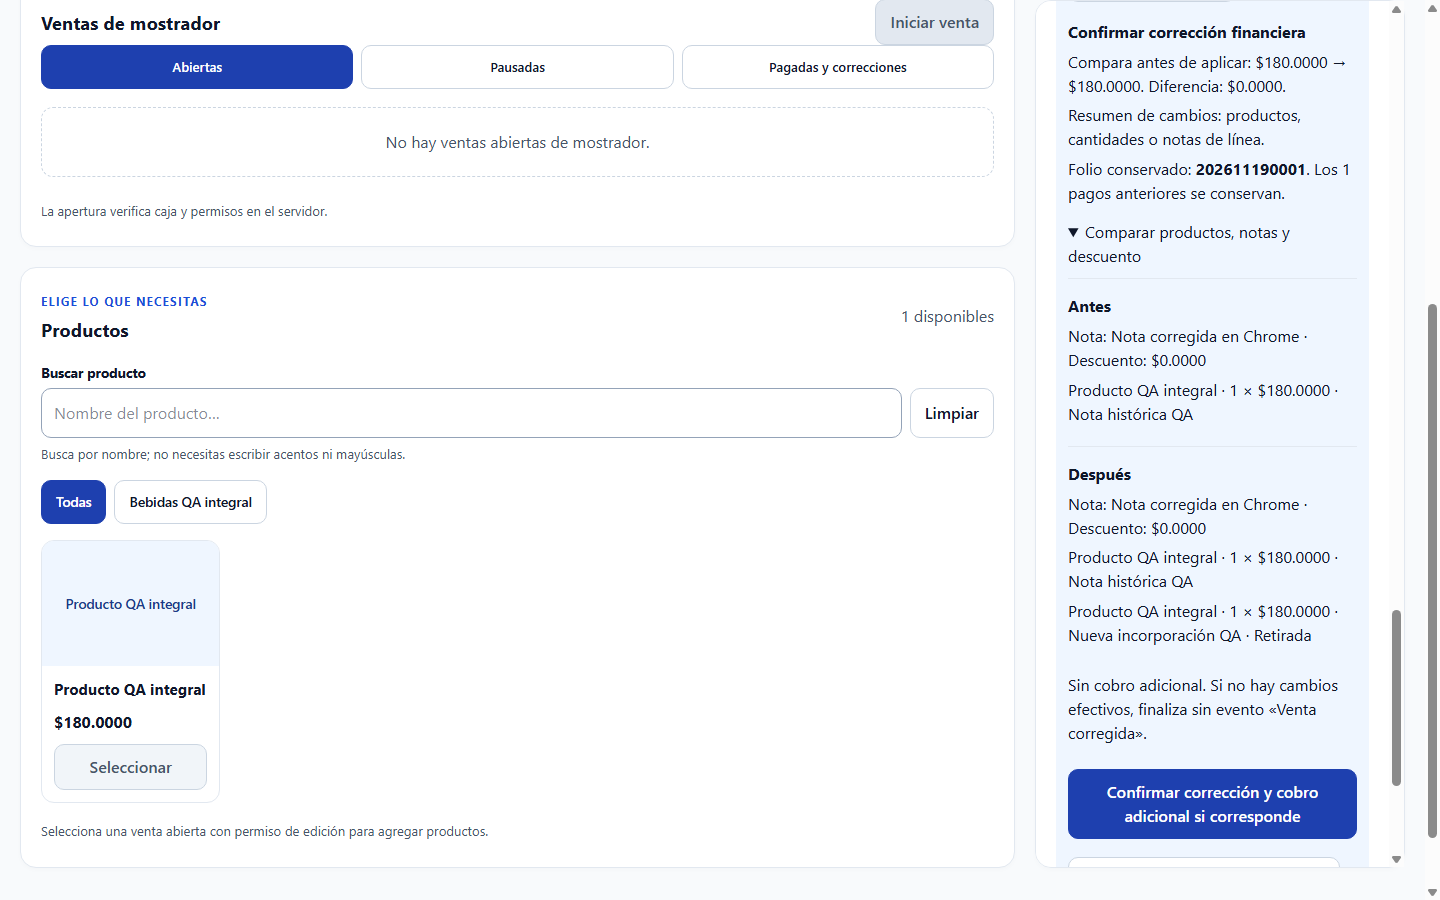 Ventas de mostrador
Iniciar venta
Abiertas
Pausadas
Pagadas y correcciones
No hay ventas abiertas de mostrador.
La apertura verifica caja y permisos en el servidor.
ELIGE LO QUE NECESITAS
Productos
1 disponibles
Buscar producto
Nombre del producto...
Limpiar
Busca por nombre; no necesitas escribir acentos ni mayúsculas.
Todas
Bebidas QA integral
Producto QA integral
Producto QA integral
$180.0000
Seleccionar
Selecciona una venta abierta con permiso de edición para agregar productos.
Confirmar corrección financiera
Compara antes de aplicar: $180.0000 →
$180.0000. Diferencia: $0.0000.
Resumen de cambios: productos,
cantidades o notas de línea.
Folio conservado: 202611190001. Los 1
pagos anteriores se conservan.
▼ Comparar productos, notas y
descuento
Antes
Nota: Nota corregida en Chrome ·
Descuento: $0.0000
Producto QA integral · 1 × $180.0000 ·
Nota histórica QA
Después
Nota: Nota corregida en Chrome ·
Descuento: $0.0000
Producto QA integral · 1 × $180.0000 ·
Nota histórica QA
Producto QA integral · 1 × $180.0000 ·
Nueva incorporación QA · Retirada
Sin cobro adicional. Si no hay cambios
efectivos, finaliza sin evento «Venta
corregida».
Confirmar corrección y cobro
adicional si corresponde